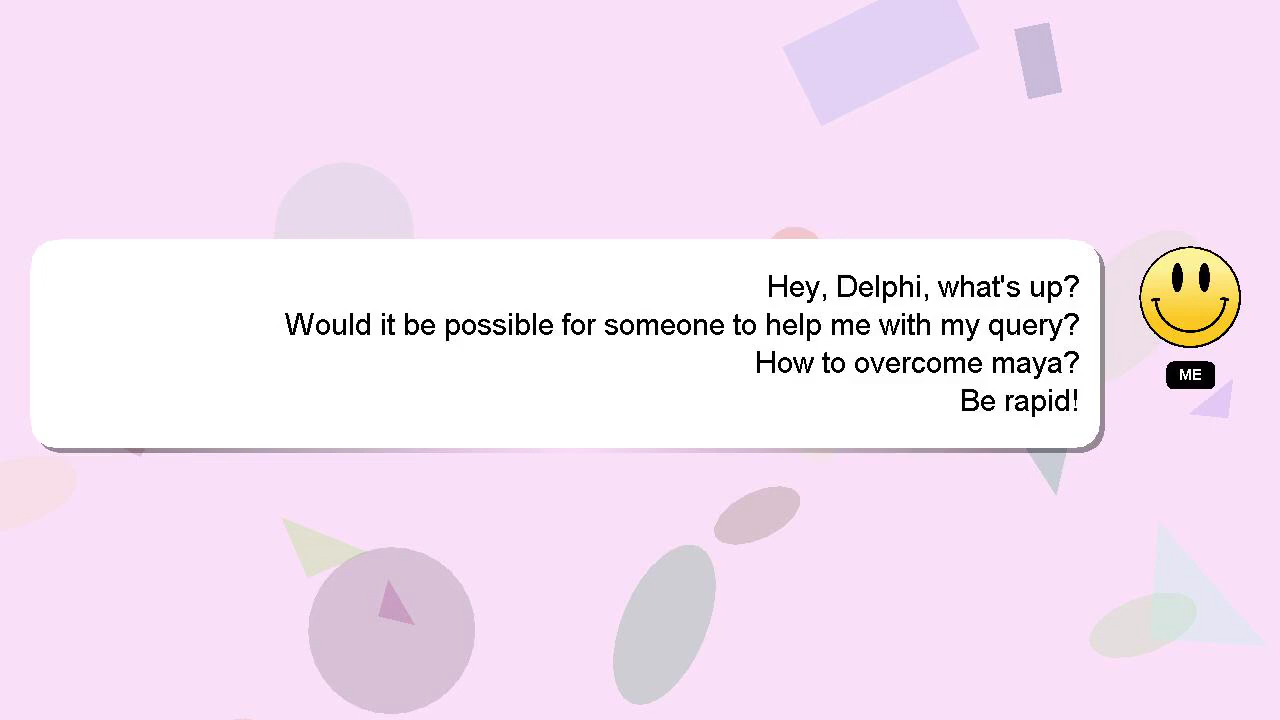 Hey, Delphi, what's up?
Would it be possible for someone to help me with my query?
How to overcome maya?
Be rapid!
ME